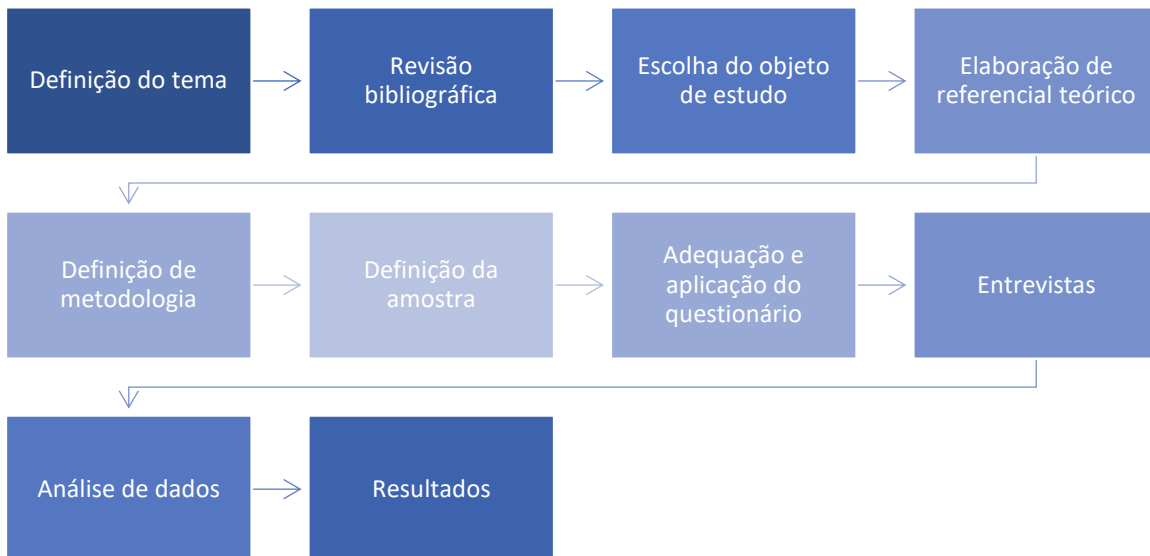 Definição do tema
Revisão
bibliográfica
Escolha do objeto
de estudo
Elaboração de
referencial teórico
Definição de
metodologia
Definição da
amostra
Adequação e
aplicação do
questionário
Entrevistas
Análise de dados
Resultados